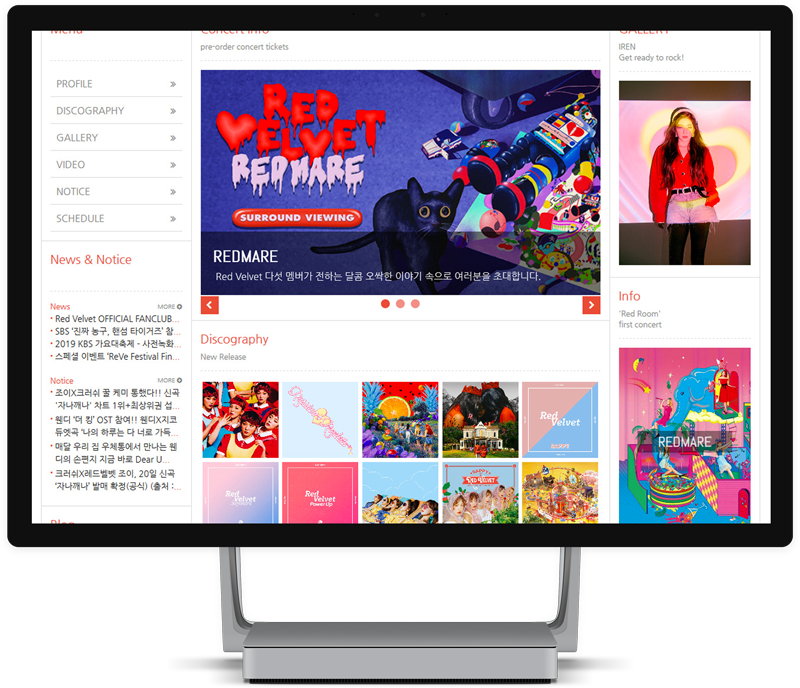 Menu
PROFILE
DISCOGRAPHY
GALLERY
VIDEO
NOTICE
SCHEDULE
News & Notice
News
MORE
Red Velvet OFFICIAL FANCLUB...
SBS '진짜 농구, 핸섬 타이거즈' 참...
2019 KBS 가요대축제 - 사전녹화...
스페셜 이벤트 'ReVe Festival Fin...
Notice
MORE
조이X크러쉬 꿀 케미 통했다!! 신곡
'자나깨나' 차트 1위+최상위권 섭...
웬디 '더 킹' OST 참여!! 웬디X지코
듀엣곡 '나의 하루는 다 너로 가득...
매달 우리 집 우체통에서 만나는 웬
디의 손편지 지금 바로 Dear U...
크러쉬X레드벨벳 조이, 20일 신곡
'자나깨나' 발매 확정(공식) (출처 :...
Blog
Concert Info
pre-order concert tickets
RED
VELVET
REDMARE
SURROUND VIEWING
REDMARE
Red Velvet 다섯 멤버가 전하는 달콤 오싹한 이야기 속으로 여러분을 초대합니다.
Discography
New Release
Red
Velvet
Red
Velvet
Red
Velvet
Power Up
RED VELVET
GALLERY
IREN
Get ready to rock!
Info
'Red Room'
first concert
REDMARE